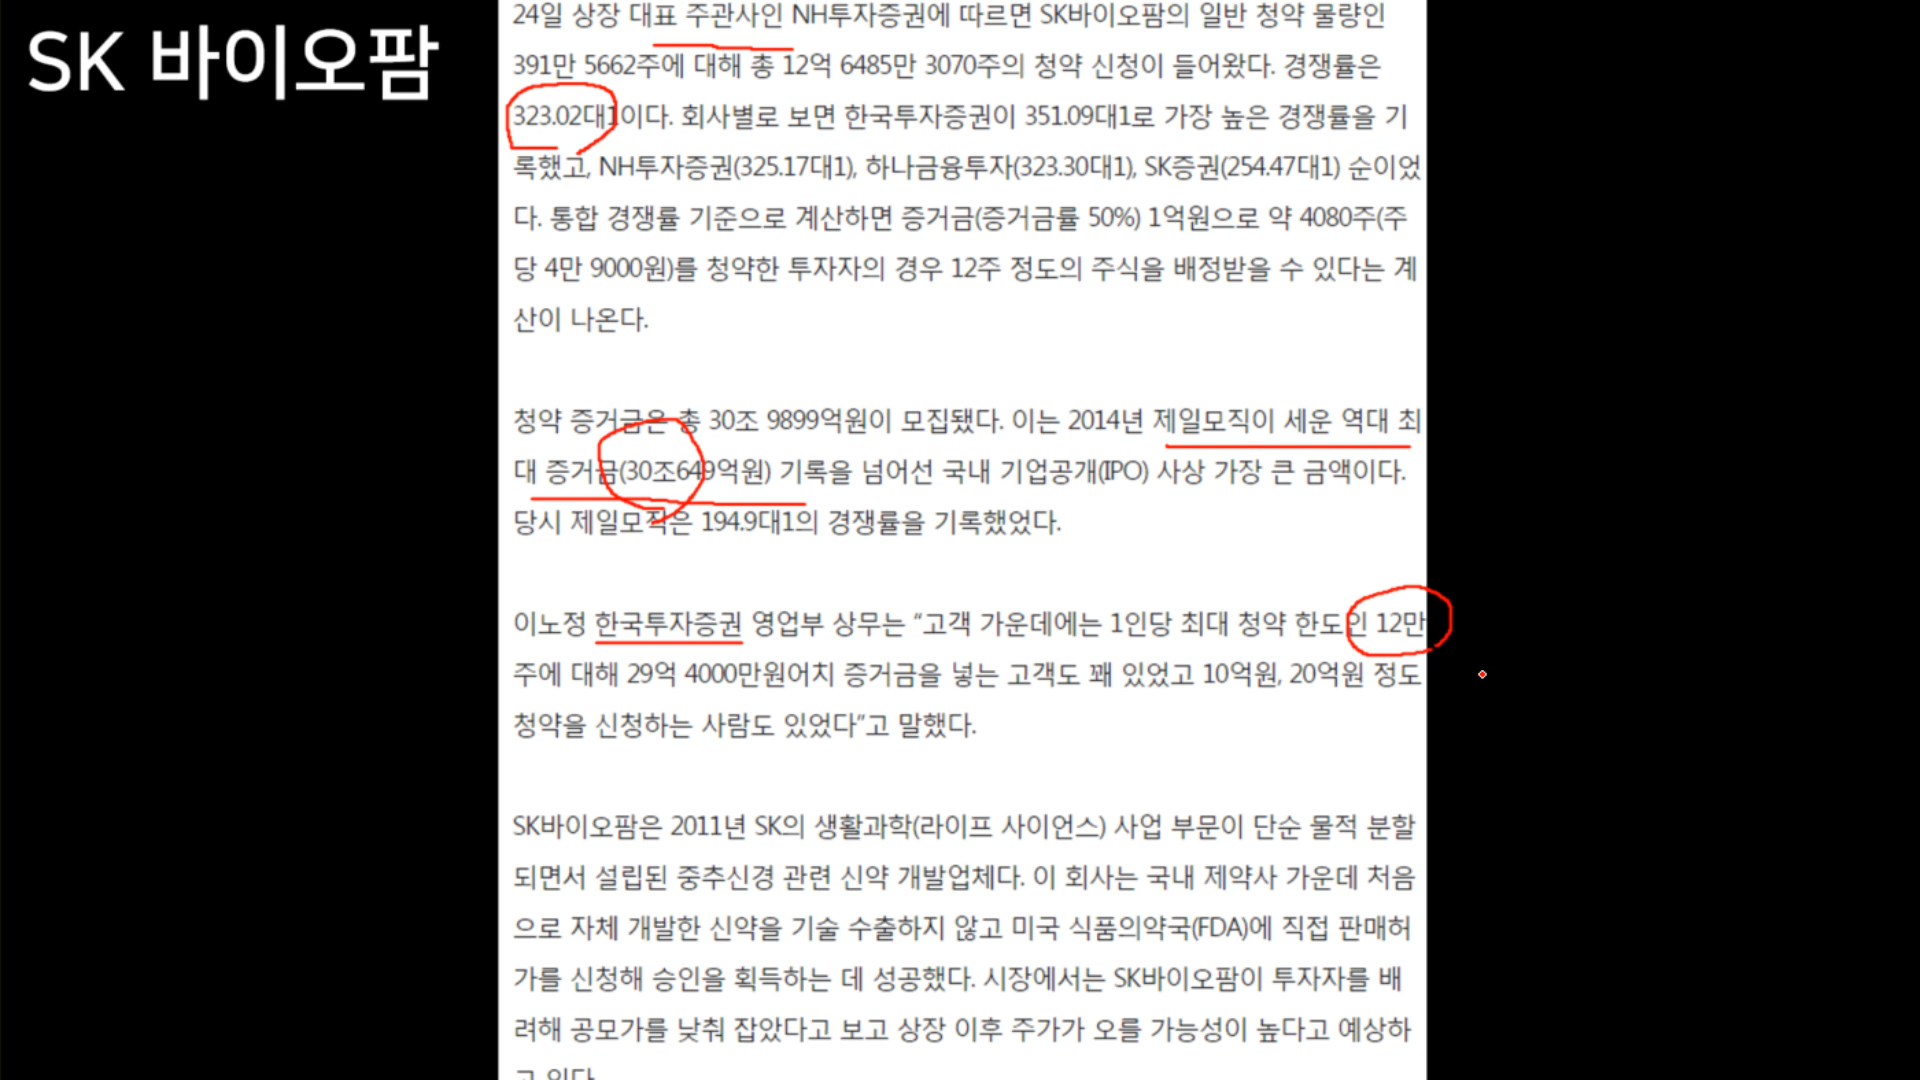 SK 바이오팜
24일 상장 대표 주관사인 NH투자증권에 따르면 SK바이오팜의 일반 청약 물량인
391만 5662주에 대해 총 12억 6485만 3070주의 청약 신청이 들어왔다. 경쟁률은
323.02대1이다. 회사별로 보면 한국투자증권이 351.09대1로 가장 높은 경쟁률을 기
록했고, NH투자증권(325.17대1), 하나금융투자(323.30대1), SK증권(254.47대1) 순이었
다. 통합 경쟁률 기준으로 계산하면 증거금(증거금률 50%) 1억원으로 약 4080주(주
당 4만 9000원)를 청약한 투자자의 경우 12주 정도의 주식을 배정받을 수 있다는 계
산이 나온다.
청약 증거금은 총 30조 9899억원이 모집됐다. 이는 2014년 제일모직이 세운 역대 최
대 증거금(30조649억원) 기록을 넘어선 국내 기업공개(IPO) 사상 가장 큰 금액이다.
당시 제일모직은 194.9대1의 경쟁률을 기록했었다.
이노정 한국투자증권 영업부 상무는 “고객 가운데에는 1인당 최대 청약 한도인 12만
주에 대해 29억 4000만원어치 증거금을 넣는 고객도 꽤 있었고 10억원, 20억원 정도
청약을 신청하는 사람도 있었다”고 말했다.
SK바이오팜은 2011년 SK의 생활과학(라이프 사이언스) 사업 부문이 단순 물적 분할
되면서 설립된 중추신경 관련 신약 개발업체다. 이 회사는 국내 제약사 가운데 처음
으로 자체 개발한 신약을 기술 수출하지 않고 미국 식품의약국(FDA)에 직접 판매허
가를 신청해 승인을 획득하는 데 성공했다. 시장에서는 SK바이오팜이 투자자를 배
려해 공모가를 낮춰 잡았다고 보고 상장 이후 주가가 오를 가능성이 높다고 예상하
고 있다.